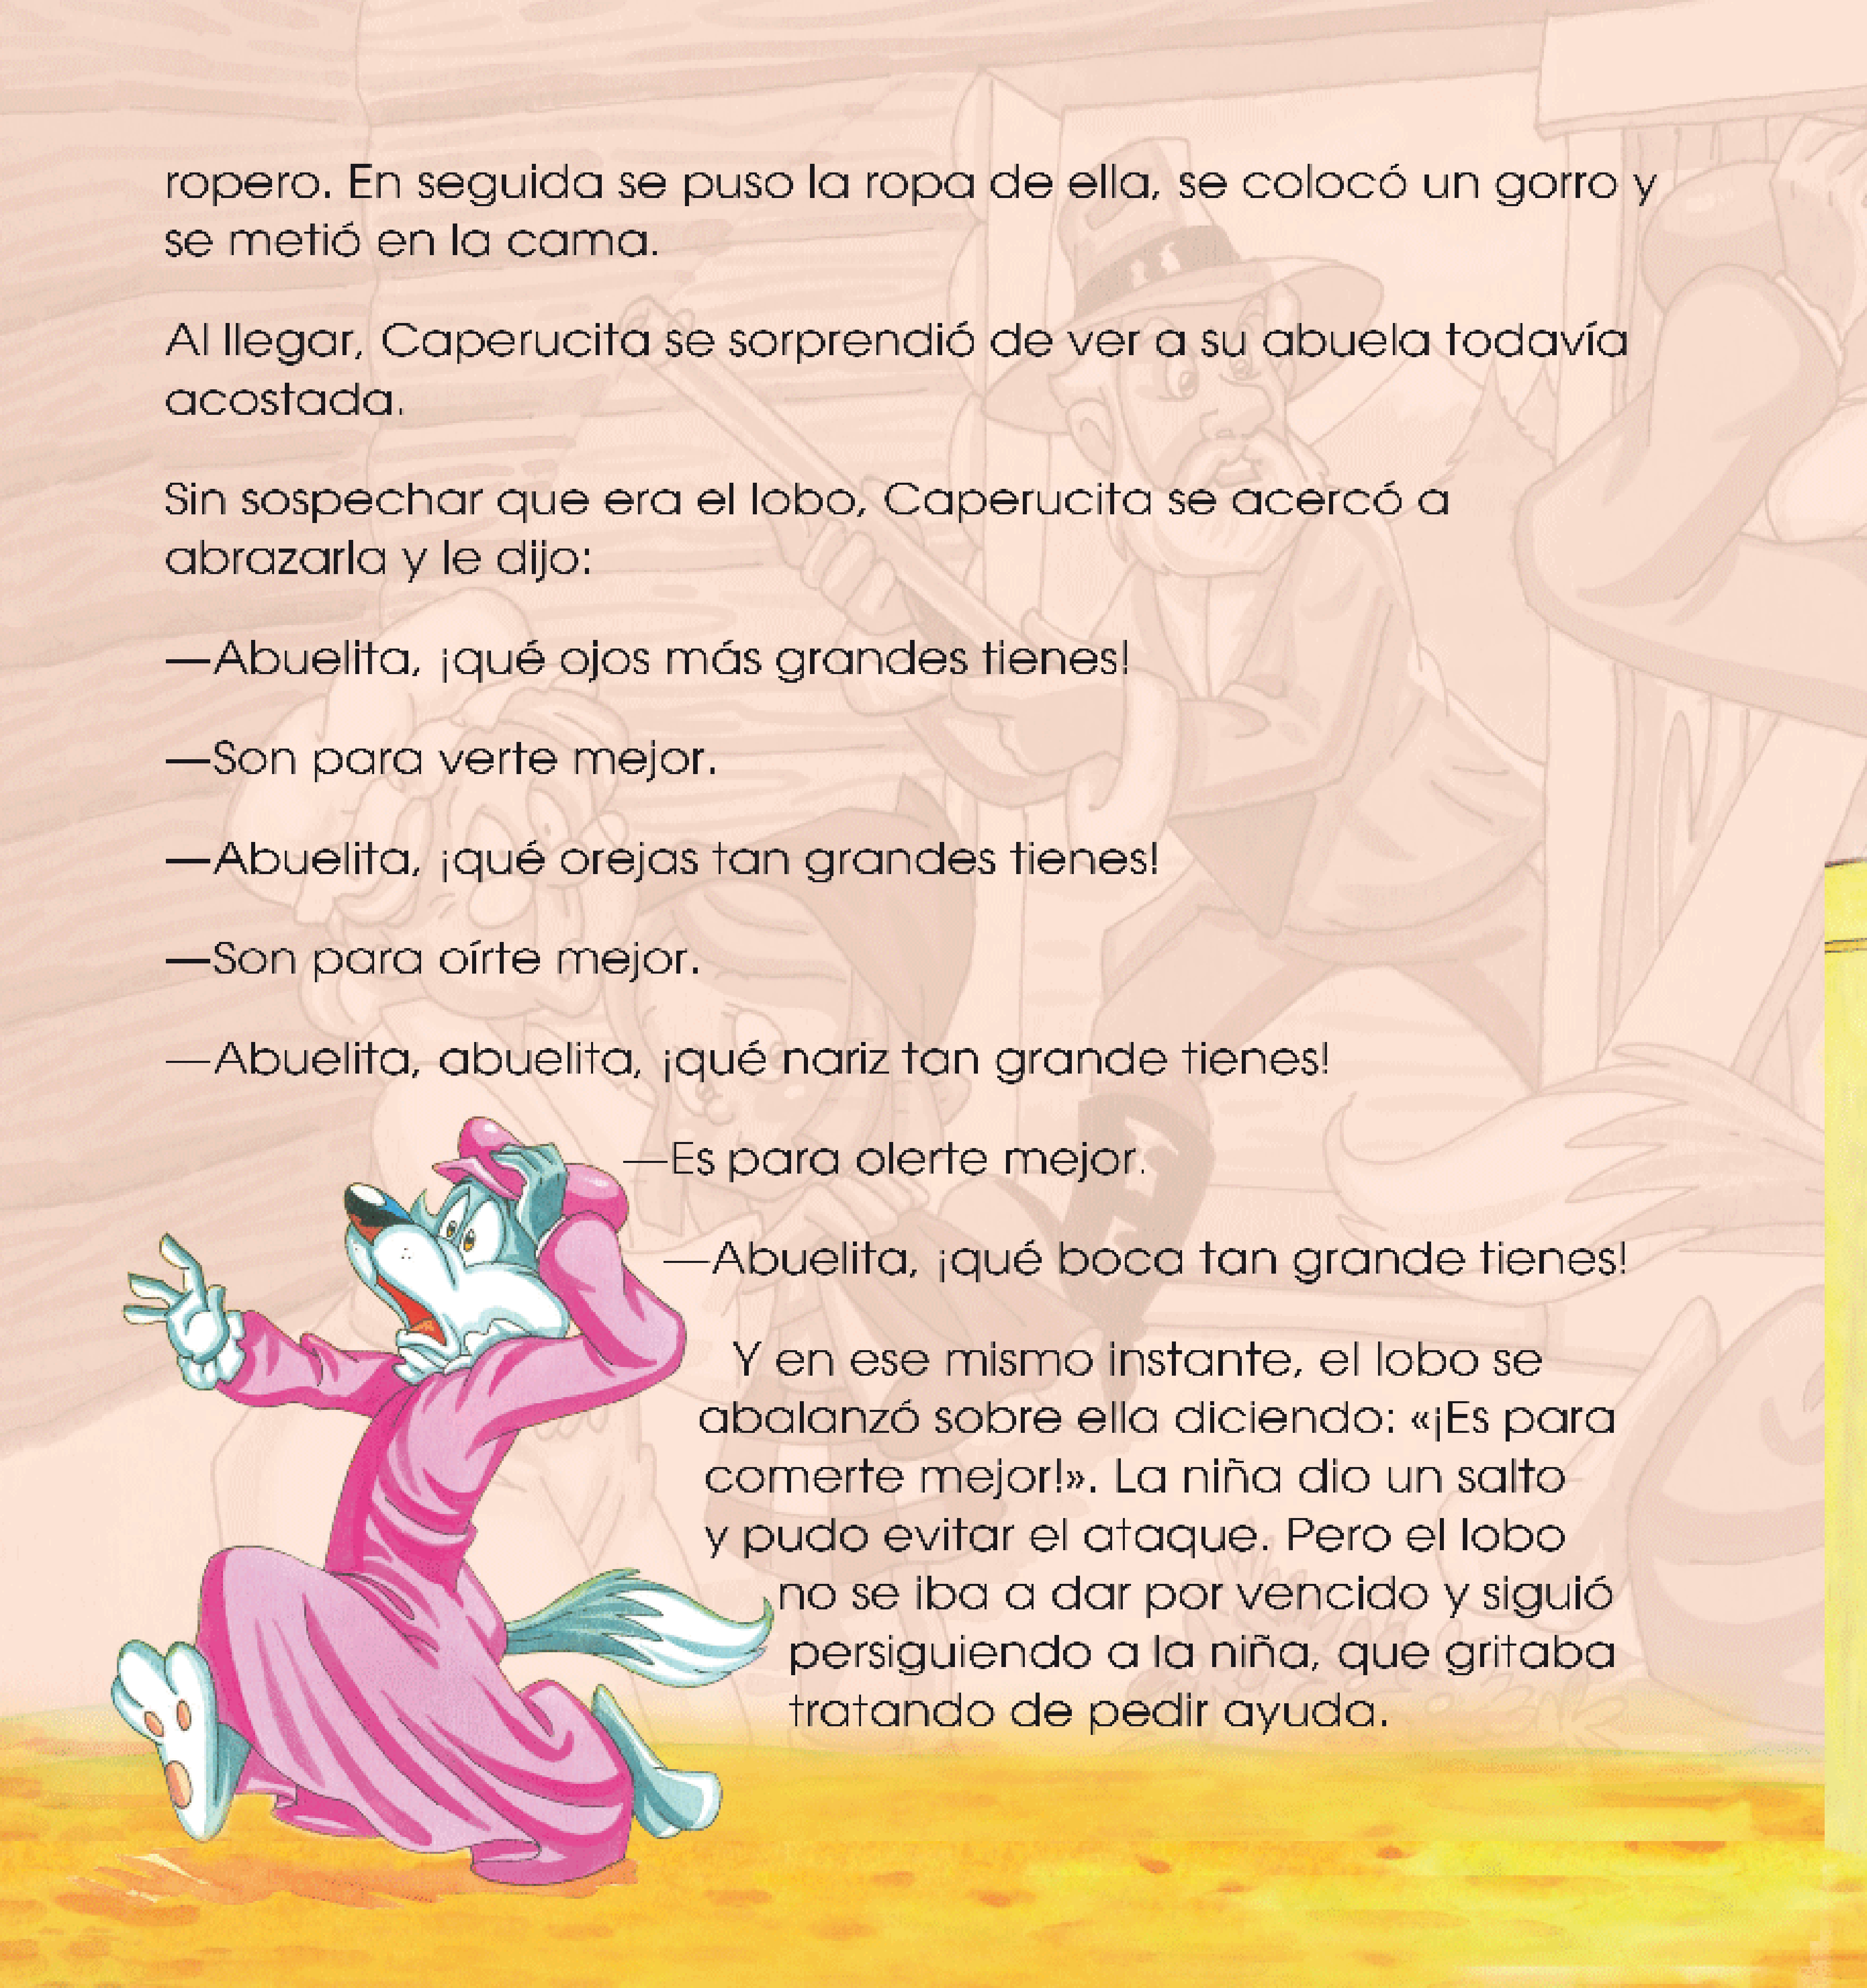 ropero. En seguida se puso la ropa de ella, se colocó un gorro y
se metió en la cama.
Al llegar, Caperucita se sorprendió de ver a su abuela todavía
acostada.
Sin sospechar que era el lobo, Caperucita se acercó a
abrazarla y le dijo:
—Abuelita, ¡qué ojos más grandes tienes!
—Son para verte mejor.
—Abuelita, ¡qué orejas tan grandes tienes!
—Son para oírte mejor.
—Abuelita, abuelita, ¡qué nariz tan grande tienes!
—Es para olerte mejor.
—Abuelita, ¡qué boca tan grande tienes!
Y en ese mismo instante, el lobo se
abalanzó sobre ella diciendo: «¡Es para
comerte mejor!». La niña dio un salto
y pudo evitar el ataque. Pero el lobo
no se iba a dar por vencido y siguió
persiguiendo a la niña, que gritaba
tratando de pedir ayuda.